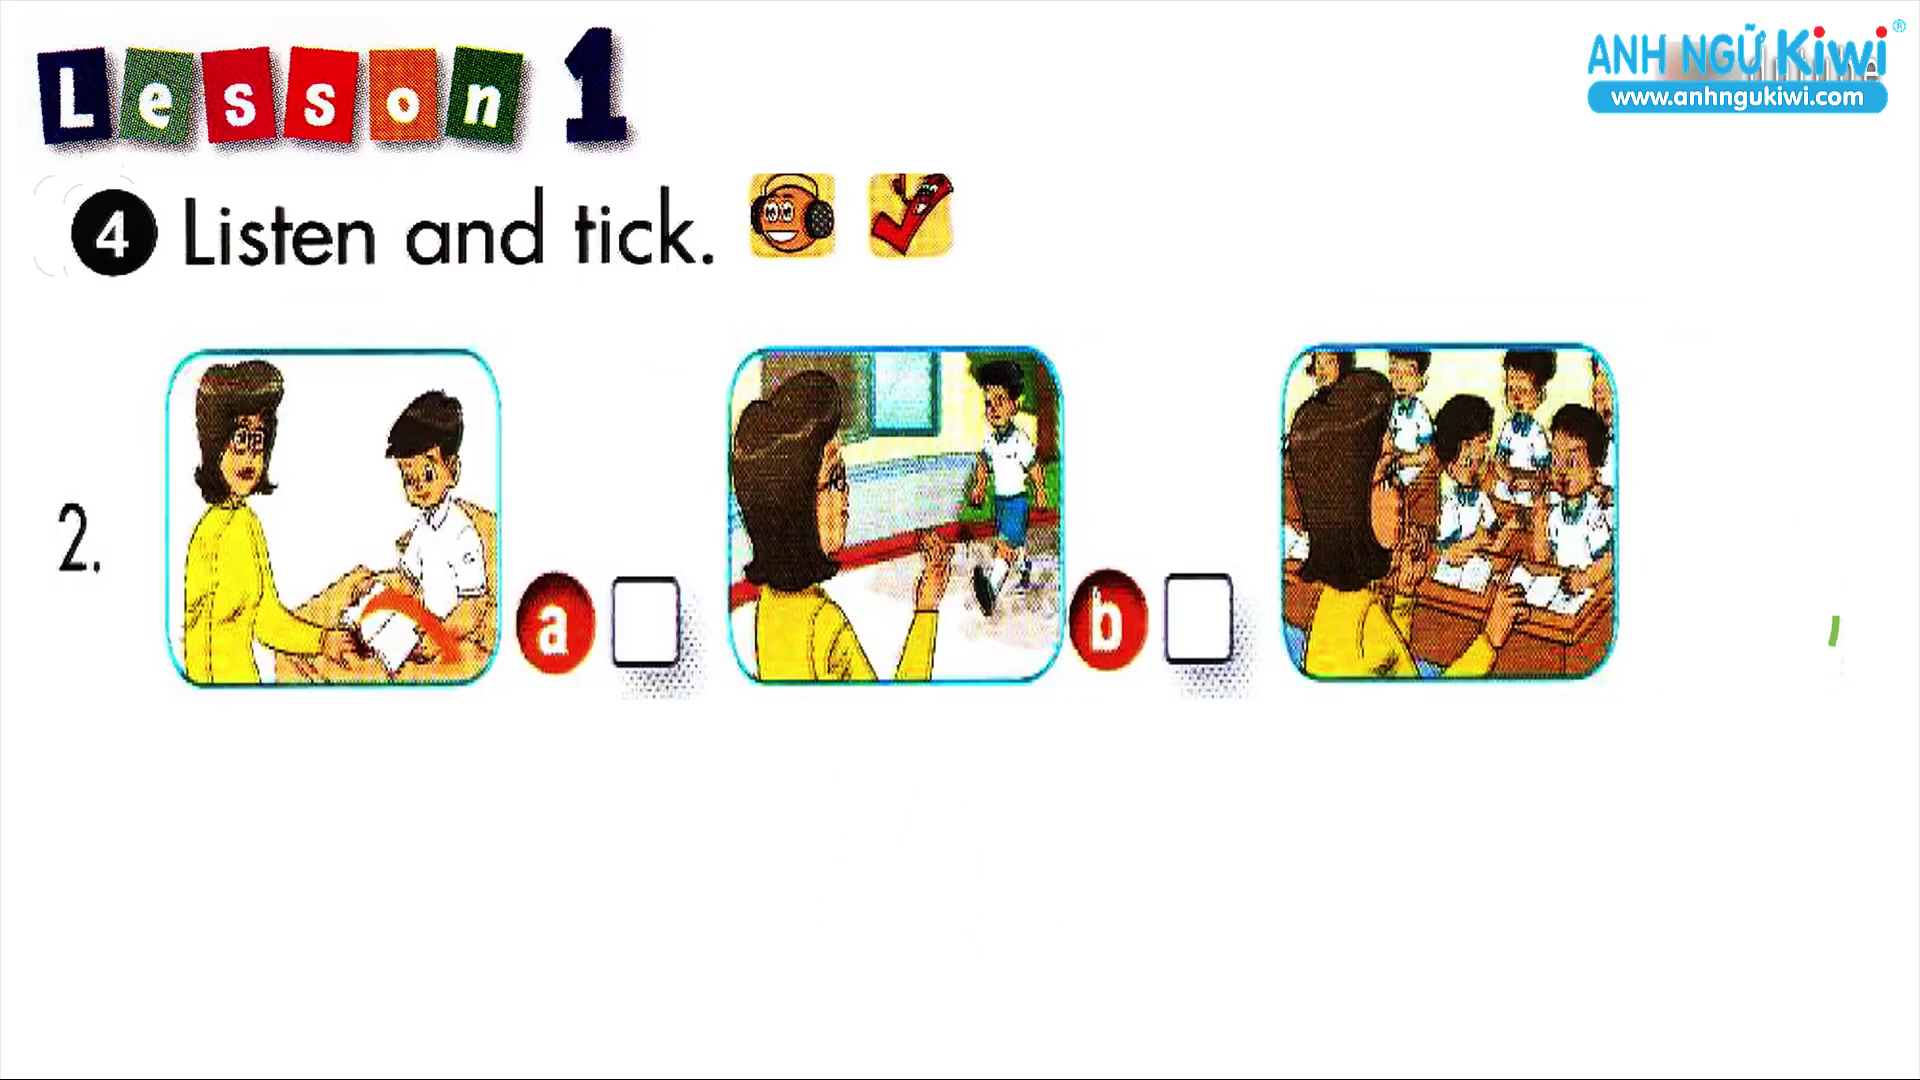 Lesson 1
ANH NGỮ Kiwi®
www.anhngukiwi.com
4 Listen and tick.
2.
a
b